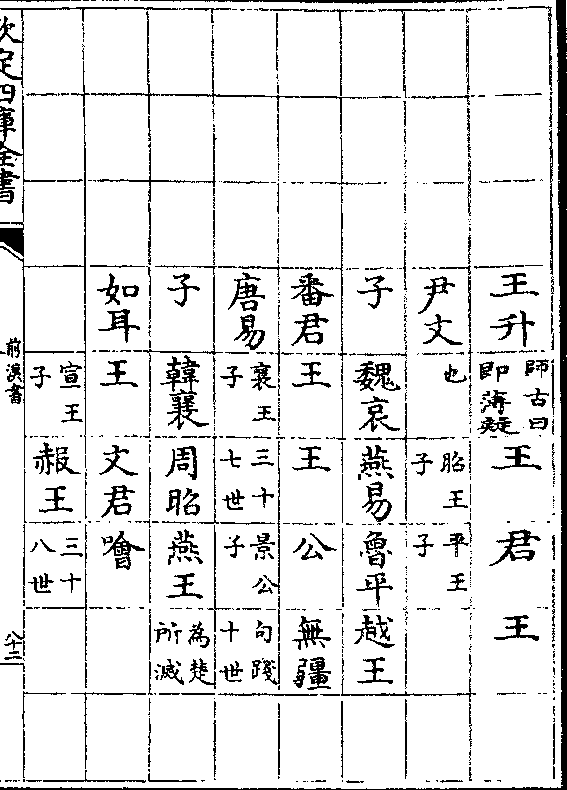 王升 師古曰即薄疑 王 君 王
尹文 也 昭王子 平王子
子 魏哀 燕易 魯平 越王
番君 王 王 公 無疆
唐易 襄王子 三十七世 景公子 句踐十世
子 韓襄 周昭 燕王 為楚所滅
如耳 王 文君 噲
宣王子 赧王 三十八世
欽定四庫全書 前漢書 八十二